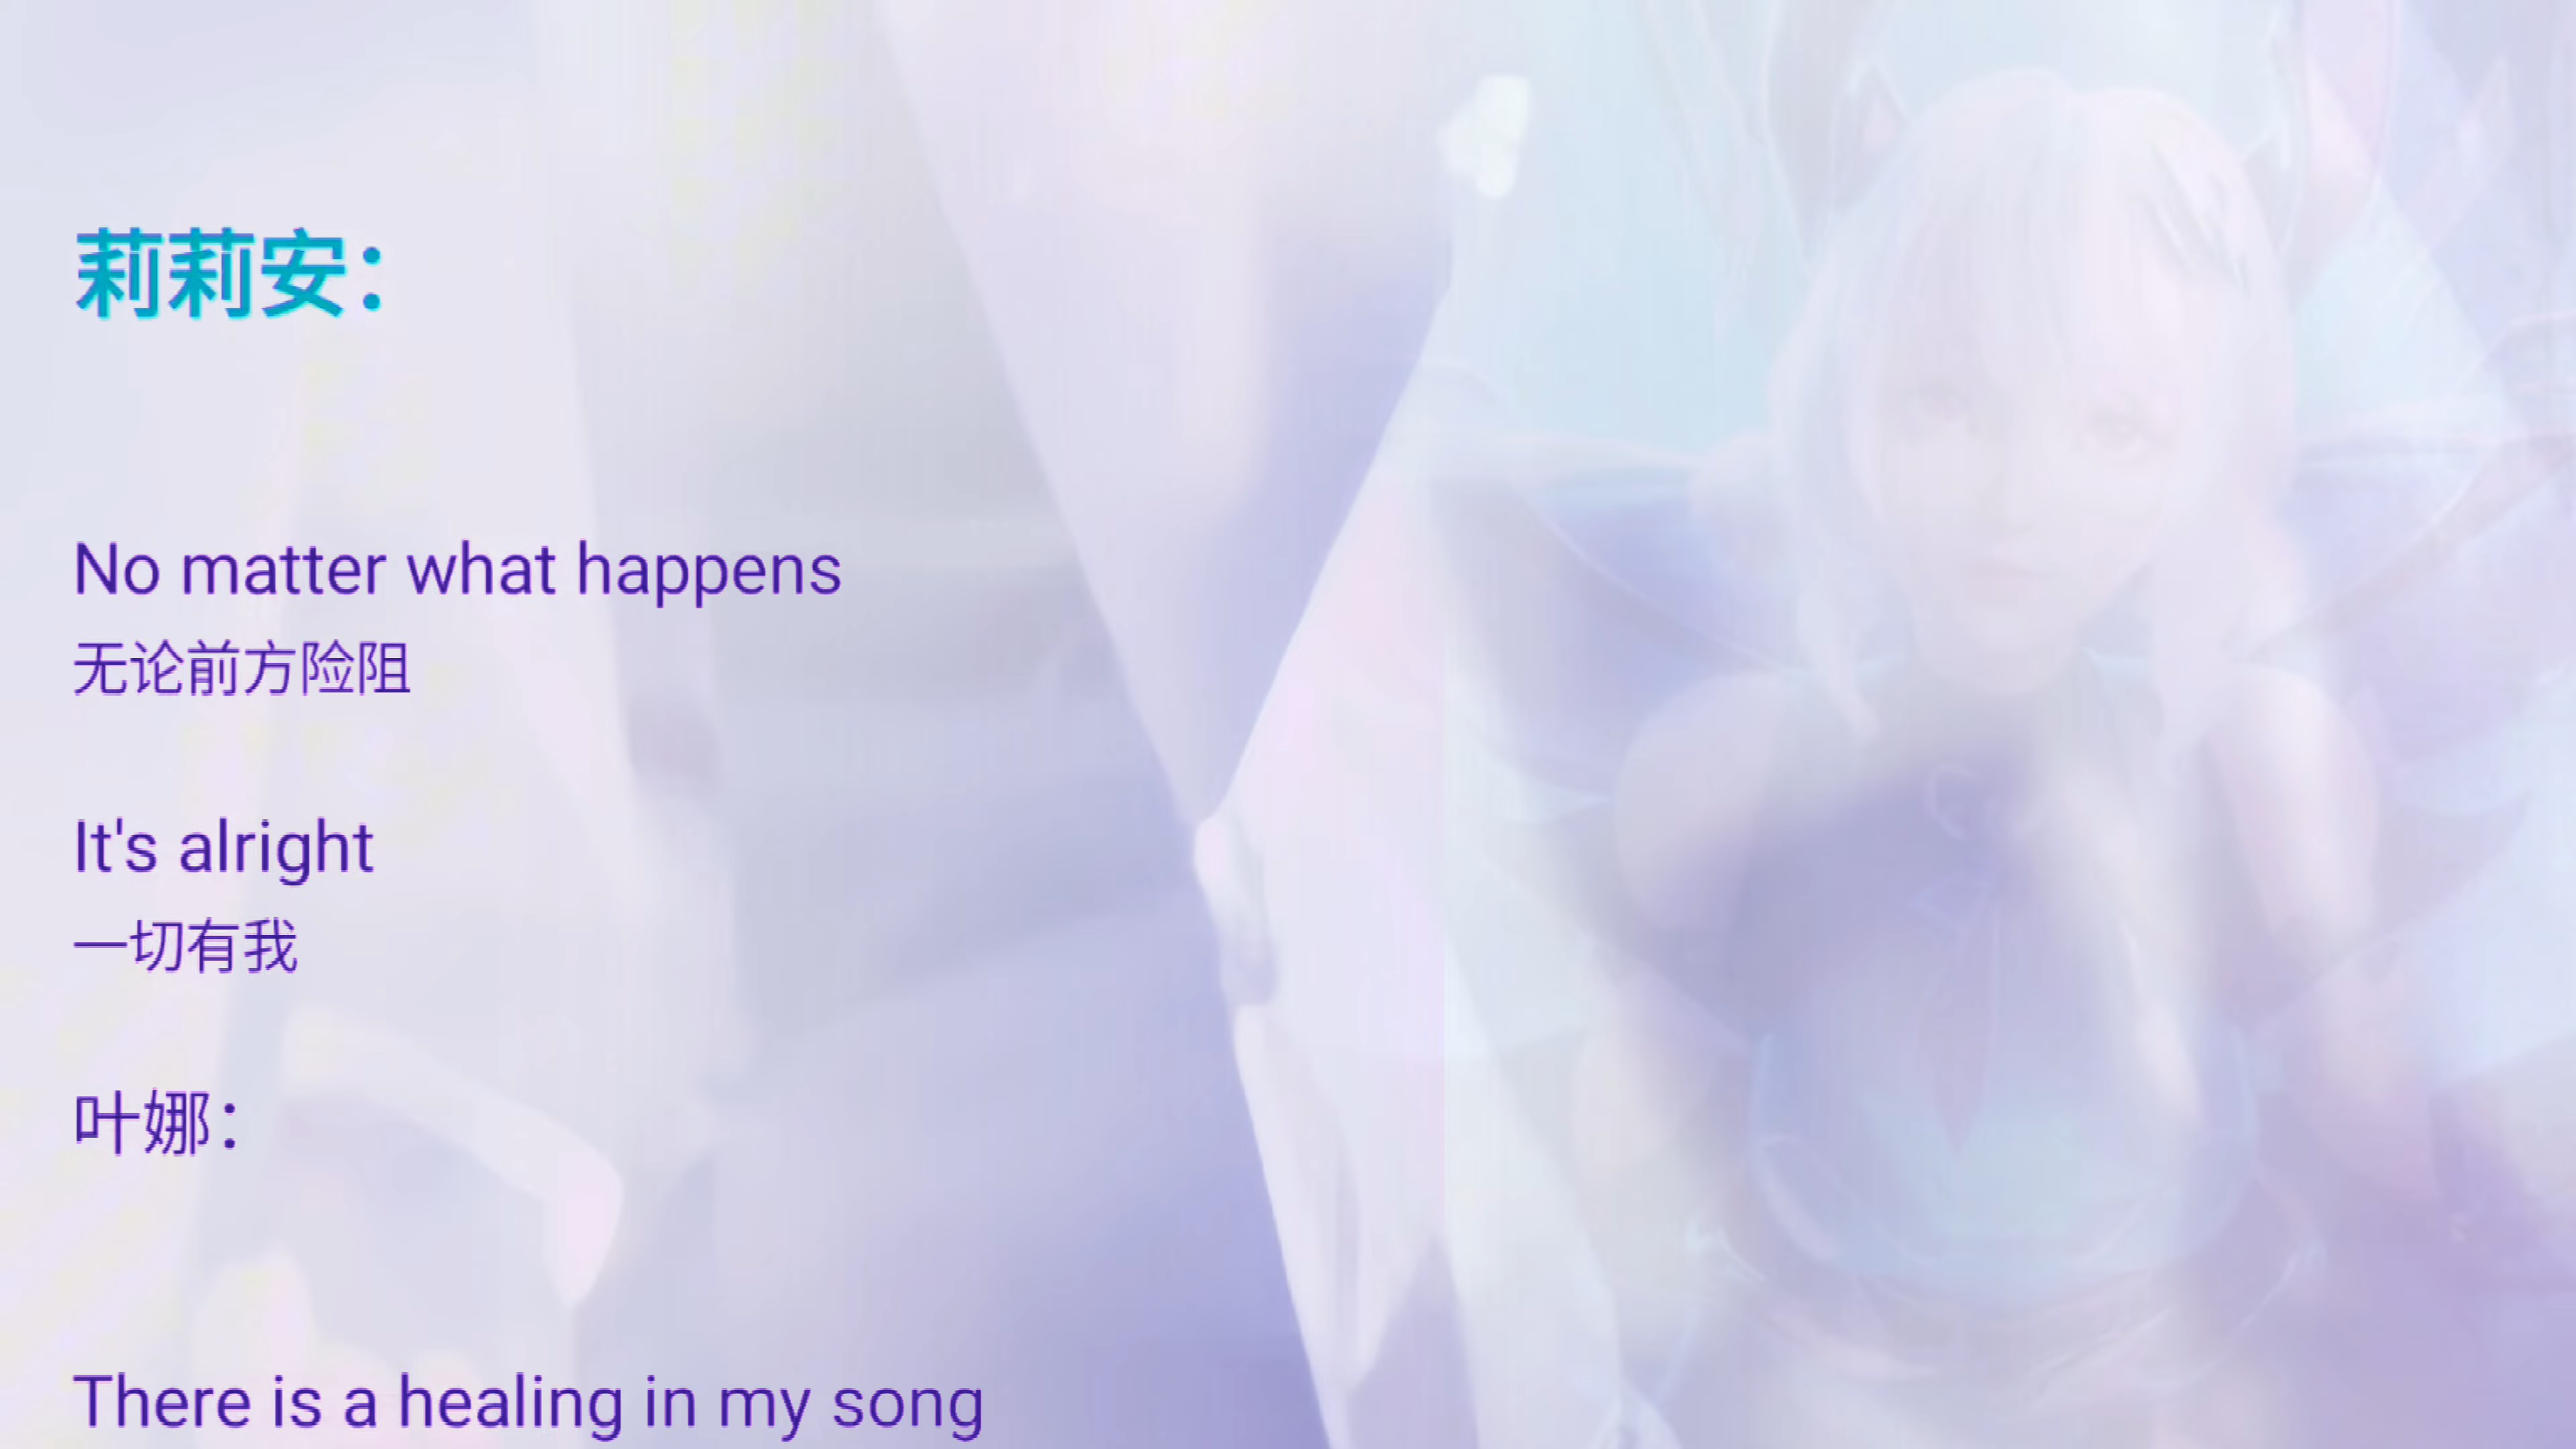 莉莉安：
No matter what happens
无论前方险阻
It's alright
一切有我
叶娜：
There is a healing in my song